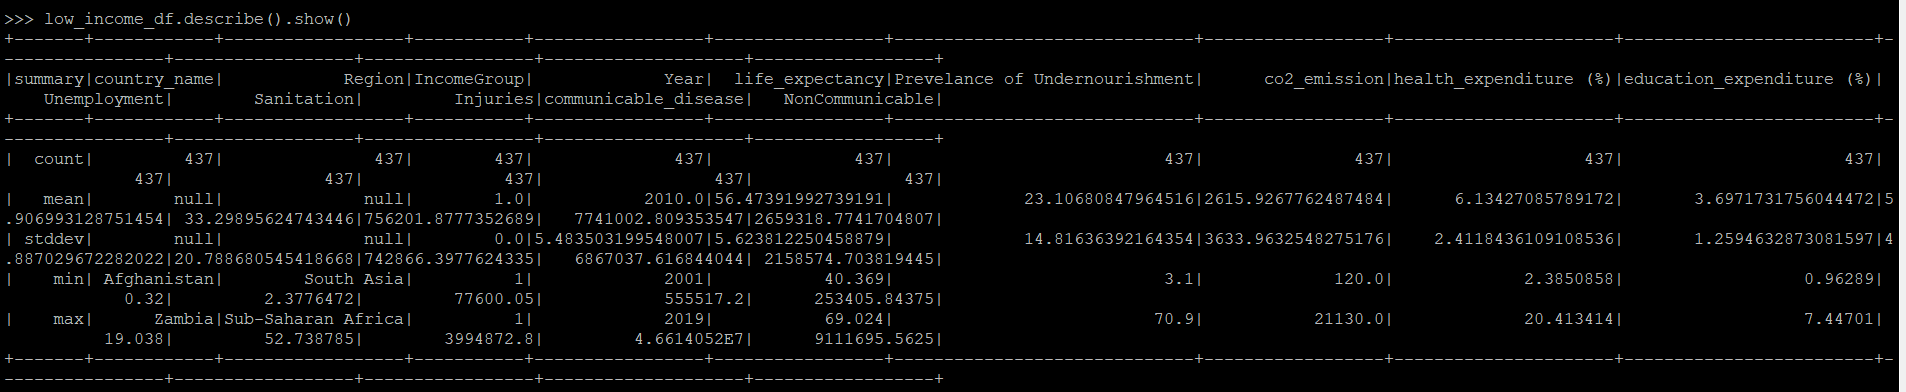 >>> low_income_df.describe().show()
+-------+------------+------------------+-----------+-----------------+-----------------+------------------------------+------------------+----------------------+-------------------------+-
----------------+------------------+----------------+--------------------+------------------+
|summary|country_name|            Region|IncomeGroup|             Year|  life_expectancy|Prevelance of Undernourishment|      co2_emission|health_expenditure (%)|education_expenditure (%)|
    Unemployment|        Sanitation|        Injuries|communicable_disease|   NonCommunicable|
+-------+------------+------------------+-----------+-----------------+-----------------+------------------------------+------------------+----------------------+-------------------------+-
----------------+------------------+----------------+--------------------+------------------+
|  count|         437|               437|        437|              437|              437|                           437|               437|                   437|                      437|
             437|               437|             437|                 437|               437|
|   mean|        null|              null|        1.0|           2010.0|56.47391992739191|             23.10680847964516|2615.9267762487484|      6.13427085789172|       3.6971731756044472|5
.906993128751454| 33.29895624743446|756201.8777352689|   7741002.809353547|2659318.7741704807|
| stddev|        null|              null|        0.0|5.483503199548007|5.623812250458879|             14.81636392164354|3633.9632548275176|    2.4118436109108536|       1.2594632873081597|4
.887029672282022|20.788680545418668|742866.3977624335|   6867037.616844044| 2158574.703819445|
|    min| Afghanistan|        South Asia|          1|             2001|           40.369|                           3.1|             120.0|             2.3850858|                  0.96289|
            0.32|         2.3776472|        77600.05|            555517.2|      253405.84375|
|    max|      Zambia|Sub-Saharan Africa|          1|             2019|           69.024|                          70.9|           21130.0|             20.413414|                  7.44701|
          19.038|         52.738785|       3994872.8|         4.6614052E7|      9111695.5625|
+-------+------------+------------------+-----------+-----------------+-----------------+------------------------------+------------------+----------------------+-------------------------+-
----------------+------------------+----------------+--------------------+------------------+